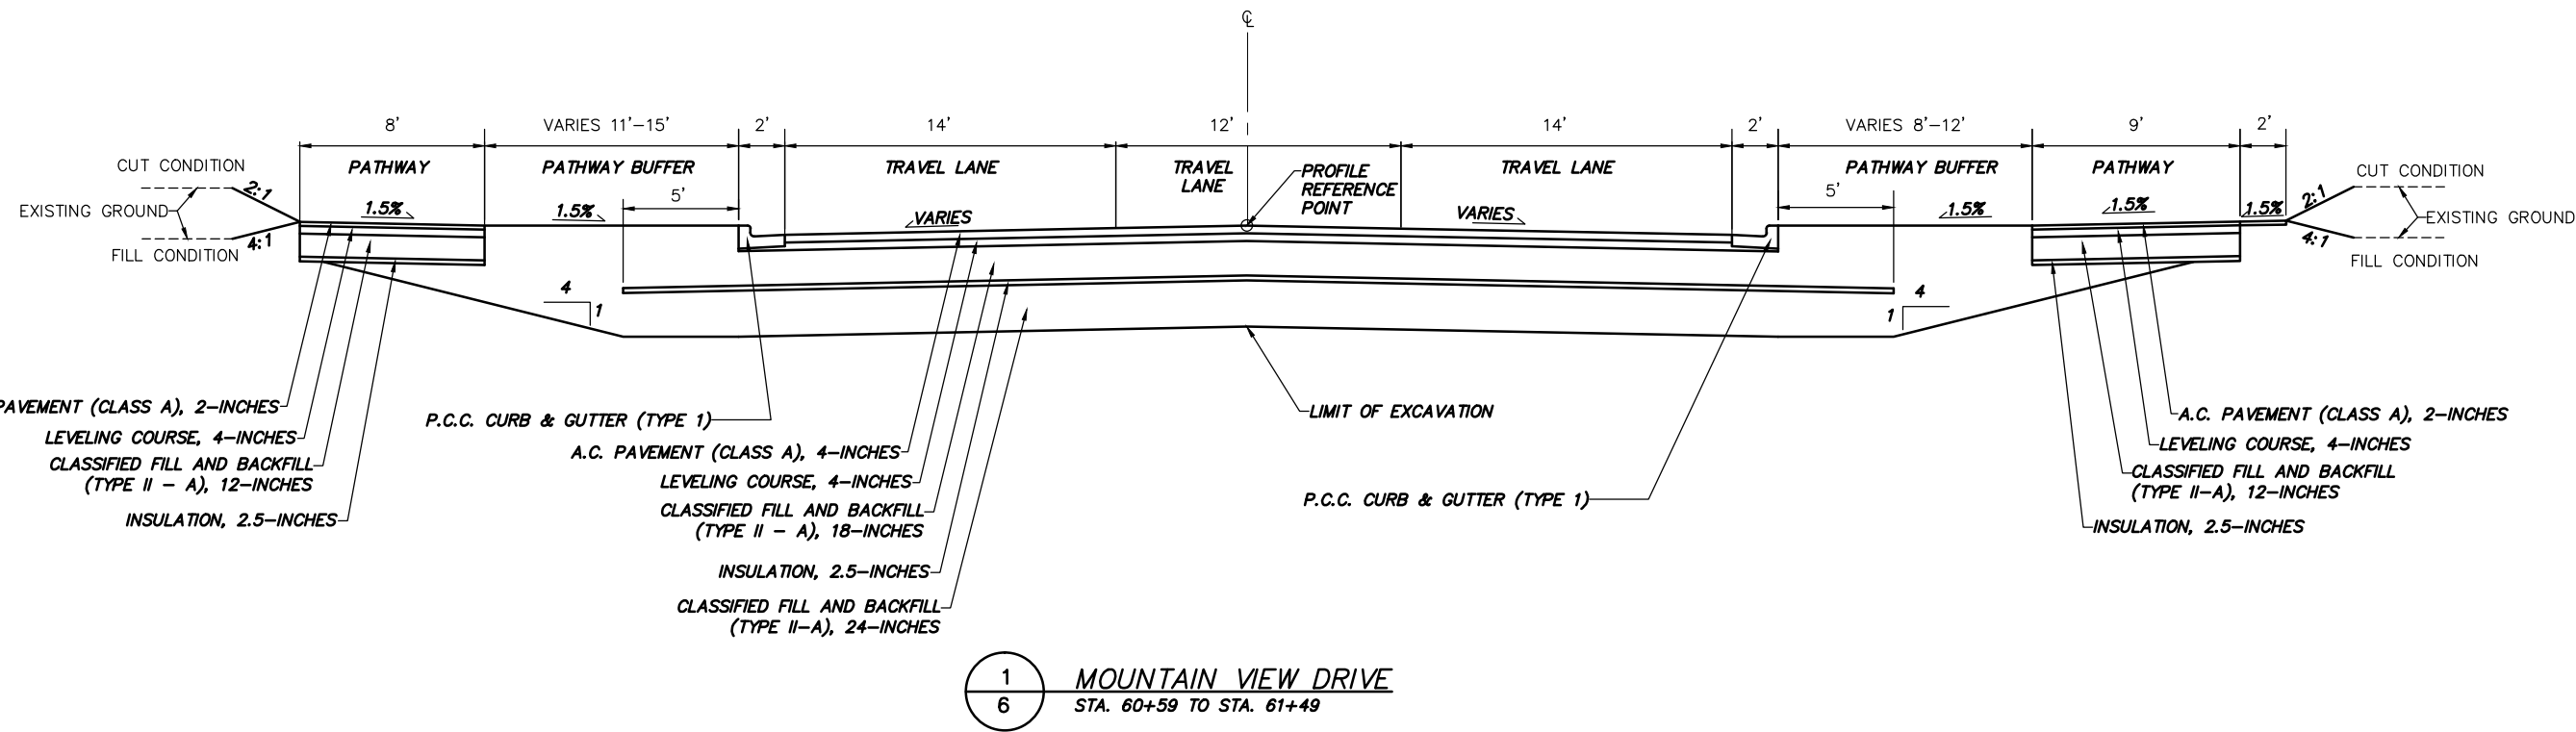 ℄
8'
VARIES 11'-15'
2'
14'
12'
14'
2'
VARIES 8'-12'
9'
2'
CUT CONDITION
PATHWAY
PATHWAY BUFFER
TRAVEL LANE
TRAVEL
LANE
PROFILE
REFERENCE
POINT
TRAVEL LANE
PATHWAY BUFFER
PATHWAY
CUT CONDITION
2:1
5'
5'
2:1
EXISTING GROUND
1.5%
1.5%
VARIES
VARIES
1.5%
1.5%
1.5%
EXISTING GROUND
4:1
4:1
FILL CONDITION
FILL CONDITION
4
1
4
1
PAVEMENT (CLASS A), 2-INCHES
LEVELING COURSE, 4-INCHES
CLASSIFIED FILL AND BACKFILL
(TYPE II - A), 12-INCHES
INSULATION, 2.5-INCHES
P.C.C. CURB & GUTTER (TYPE 1)
A.C. PAVEMENT (CLASS A), 4-INCHES
LEVELING COURSE, 4-INCHES
CLASSIFIED FILL AND BACKFILL
(TYPE II - A), 18-INCHES
INSULATION, 2.5-INCHES
CLASSIFIED FILL AND BACKFILL
(TYPE II-A), 24-INCHES
LIMIT OF EXCAVATION
P.C.C. CURB & GUTTER (TYPE 1)
A.C. PAVEMENT (CLASS A), 2-INCHES
LEVELING COURSE, 4-INCHES
CLASSIFIED FILL AND BACKFILL
(TYPE II-A), 12-INCHES
INSULATION, 2.5-INCHES
1
6
MOUNTAIN VIEW DRIVE
STA. 60+59 TO STA. 61+49